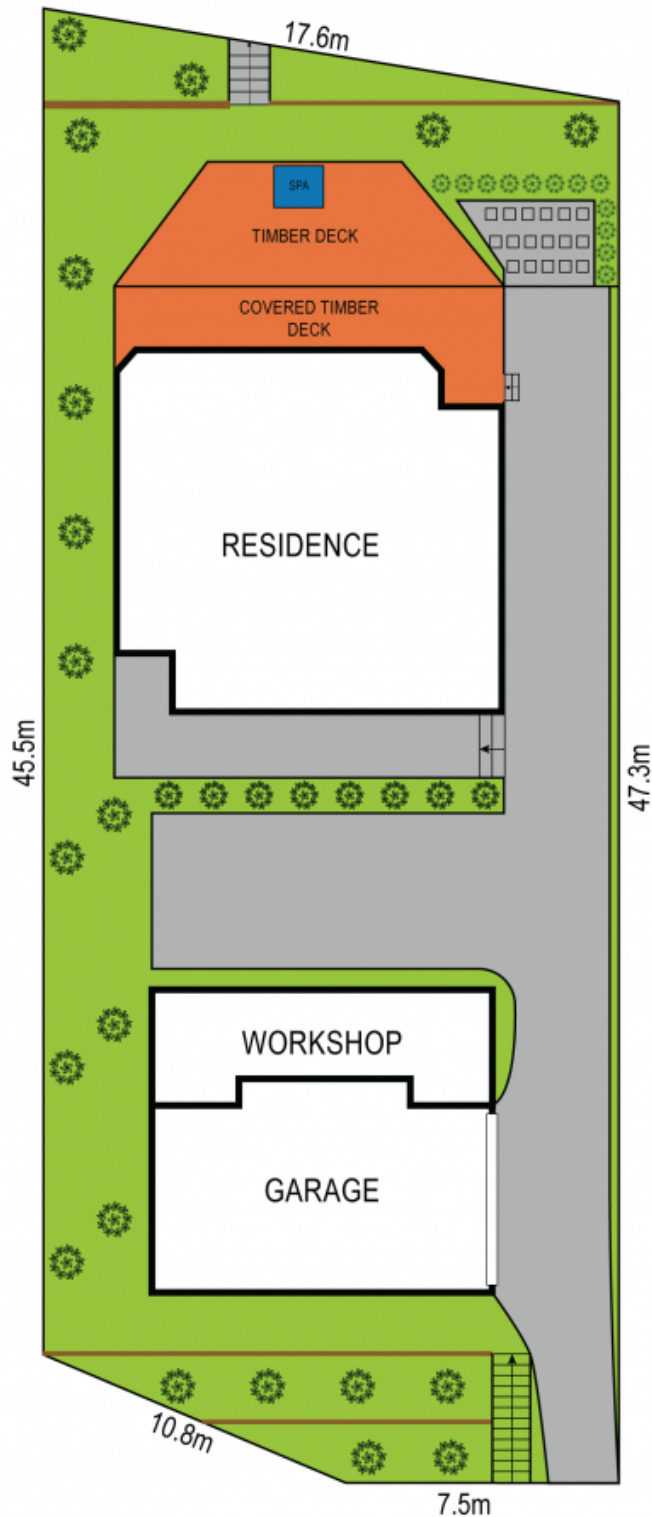 17.6m
SPA
TIMBER DECK
COVERED TIMBER
DECK
RESIDENCE
45.5m
47.3m
WORKSHOP
GARAGE
10.8m
7.5m